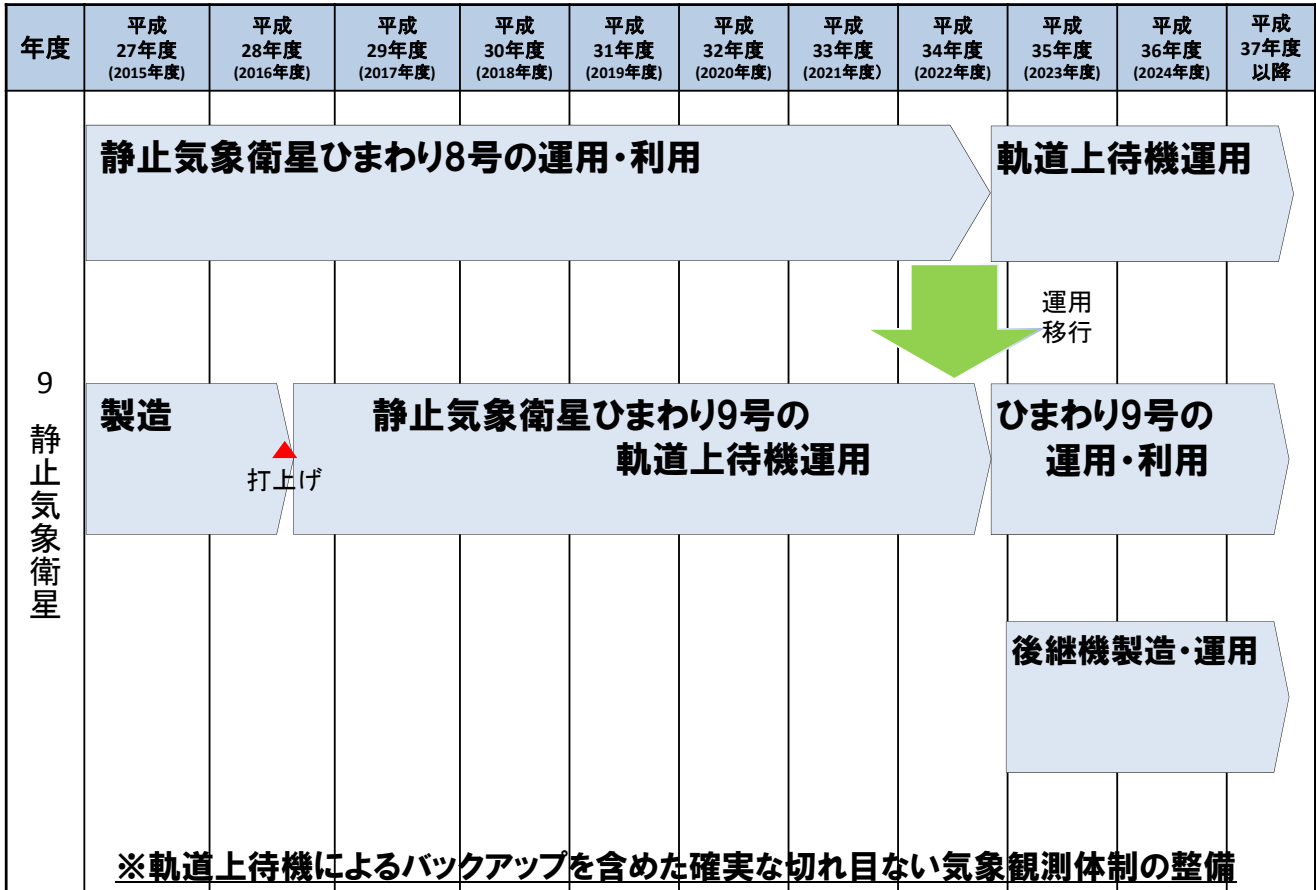 年度
平成
27年度
(2015年度)
平成
28年度
(2016年度)
平成
29年度
(2017年度)
平成
30年度
(2018年度)
平成
31年度
(2019年度)
平成
32年度
(2020年度)
平成
33年度
(2021年度)
平成
34年度
(2022年度)
平成
35年度
(2023年度)
平成
36年度
(2024年度)
平成
37年度
以降
9 静止気象衛星
静止気象衛星ひまわり8号の運用・利用
軌道上待機運用
運用
移行
製造
打上げ
静止気象衛星ひまわり9号の
軌道上待機運用
ひまわり9号の
運用・利用
後継機製造・運用
※軌道上待機によるバックアップを含めた確実な切れ目ない気象観測体制の整備